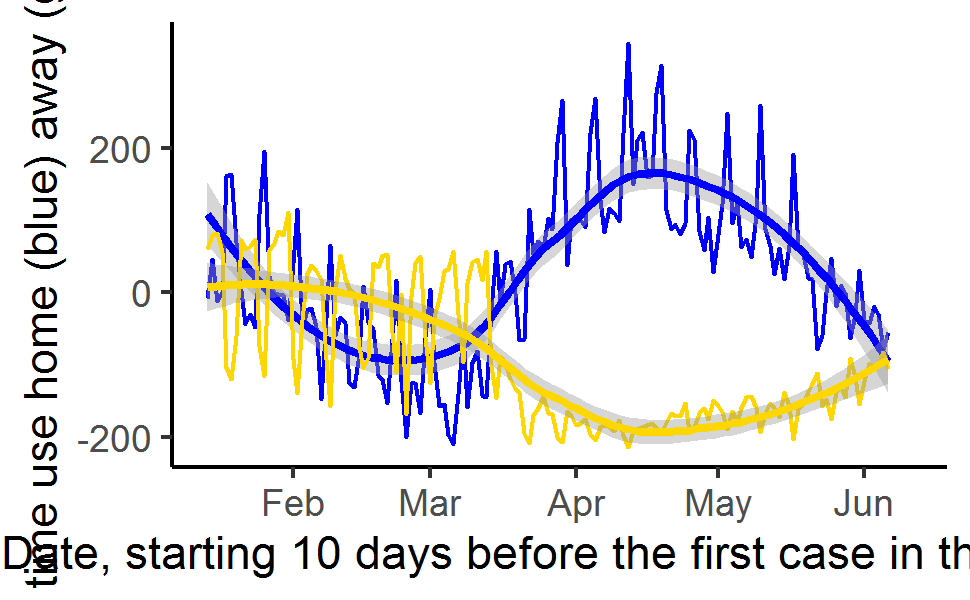 time use home (blue) away (
200
0
-200
Feb Mar Apr May Jun
Date, starting 10 days before the first case in th